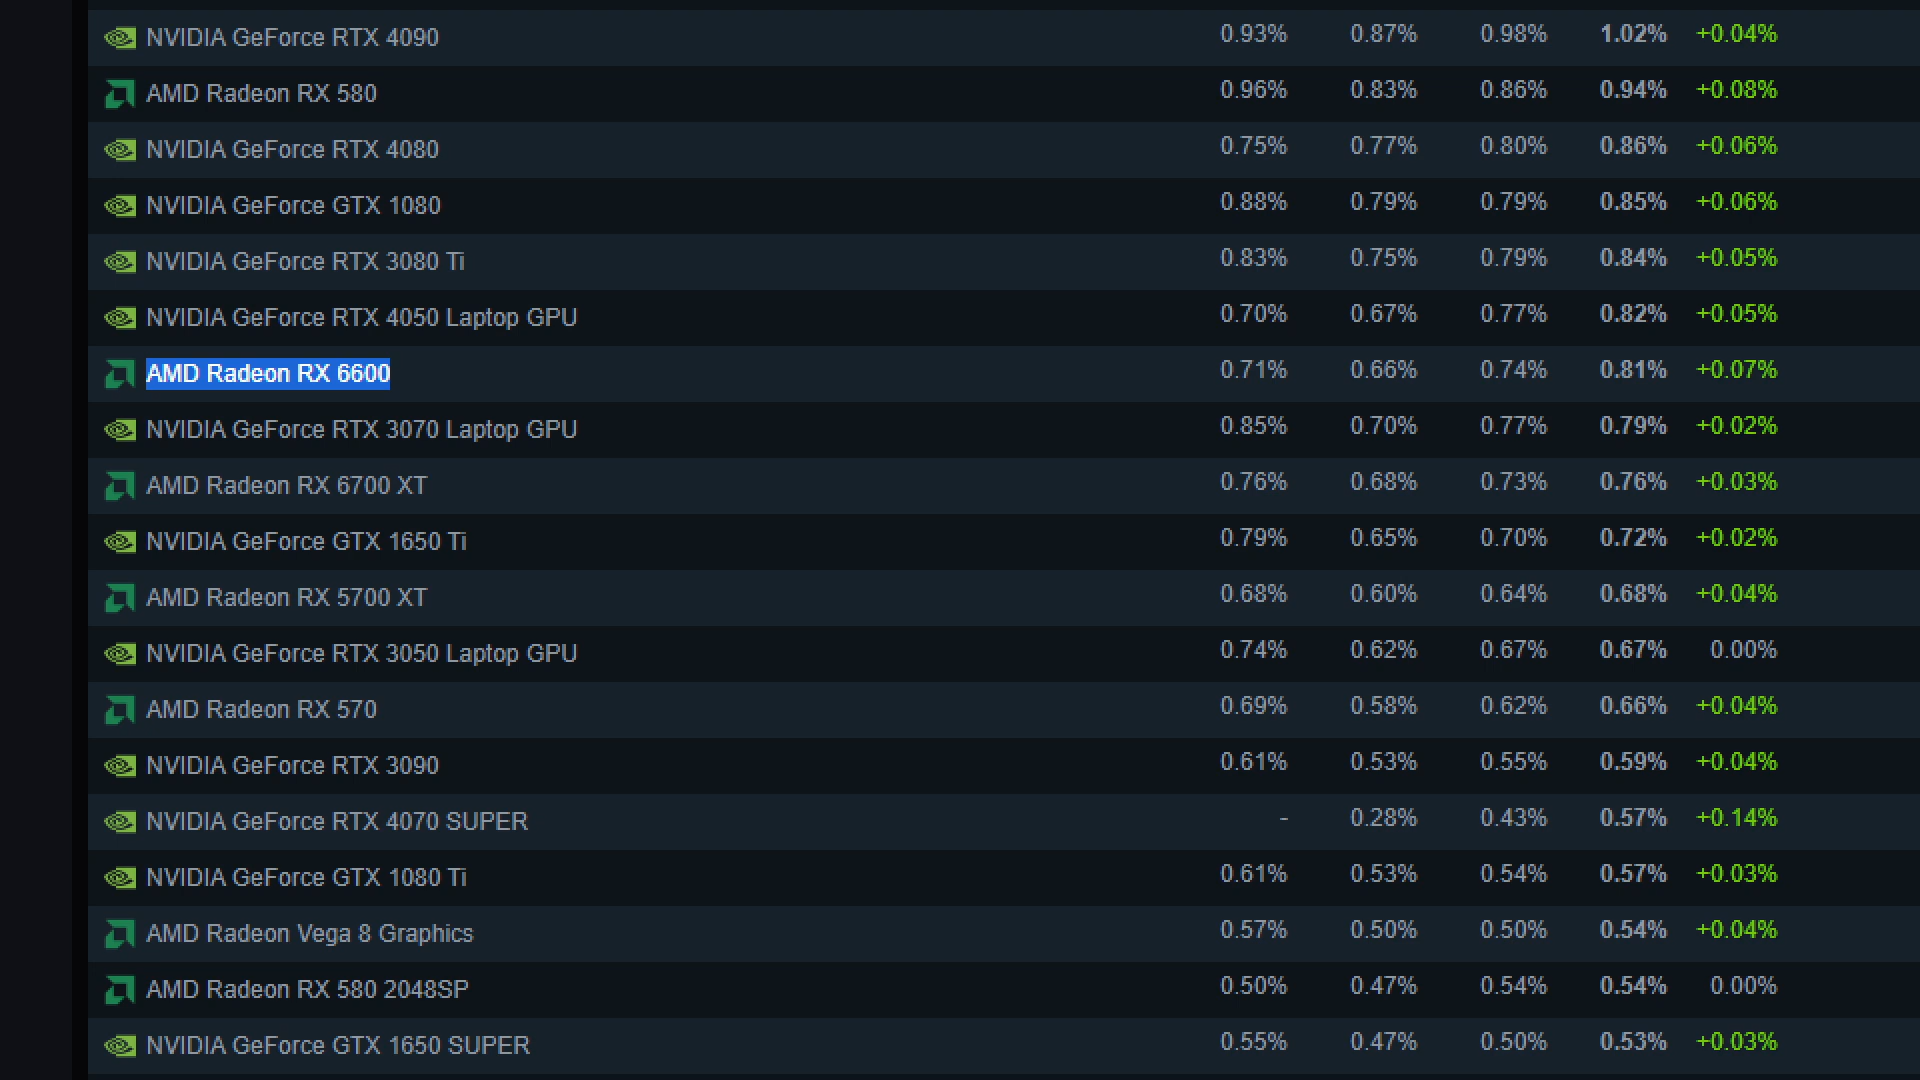 NVIDIA GeForce RTX 4090 0.93% 0.87% 0.98% 1.02% +0.04%
AMD Radeon RX 580 0.96% 0.83% 0.86% 0.94% +0.08%
NVIDIA GeForce RTX 4080 0.75% 0.77% 0.80% 0.86% +0.06%
NVIDIA GeForce GTX 1080 0.88% 0.79% 0.79% 0.85% +0.06%
NVIDIA GeForce RTX 3080 Ti 0.83% 0.75% 0.79% 0.84% +0.05%
NVIDIA GeForce RTX 4050 Laptop GPU 0.70% 0.67% 0.77% 0.82% +0.05%
AMD Radeon RX 6600 0.71% 0.66% 0.74% 0.81% +0.07%
NVIDIA GeForce RTX 3070 Laptop GPU 0.85% 0.70% 0.77% 0.79% +0.02%
AMD Radeon RX 6700 XT 0.76% 0.68% 0.73% 0.76% +0.03%
NVIDIA GeForce GTX 1650 Ti 0.79% 0.65% 0.70% 0.72% +0.02%
AMD Radeon RX 5700 XT 0.68% 0.60% 0.64% 0.68% +0.04%
NVIDIA GeForce RTX 3050 Laptop GPU 0.74% 0.62% 0.67% 0.67% 0.00%
AMD Radeon RX 570 0.69% 0.58% 0.62% 0.66% +0.04%
NVIDIA GeForce RTX 3090 0.61% 0.53% 0.55% 0.59% +0.04%
NVIDIA GeForce RTX 4070 SUPER - 0.28% 0.43% 0.57% +0.14%
NVIDIA GeForce GTX 1080 Ti 0.61% 0.53% 0.54% 0.57% +0.03%
AMD Radeon Vega 8 Graphics 0.57% 0.50% 0.50% 0.54% +0.04%
AMD Radeon RX 580 2048SP 0.50% 0.47% 0.54% 0.54% 0.00%
NVIDIA GeForce GTX 1650 SUPER 0.55% 0.47% 0.50% 0.53% +0.03%